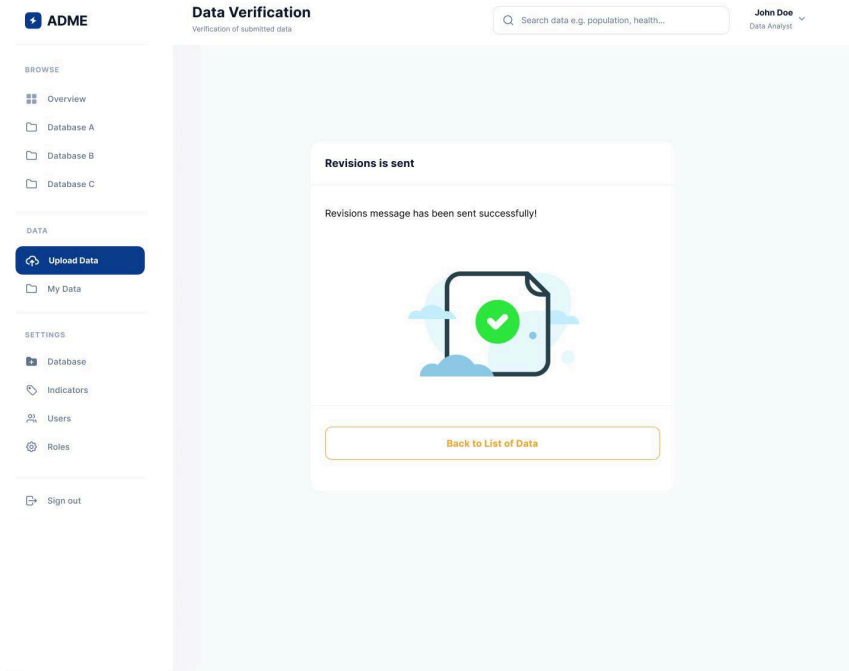 ADME
Data Verification
Verification of submitted data
Search data e.g. population, health...
John Doe
Data Analyst
BROWSE
Overview
Database A
Database B
Database C
DATA
Upload Data
My Data
SETTINGS
Database
Indicators
Users
Roles
Sign out
Revisions is sent
Revisions message has been sent successfully!
Back to List of Data